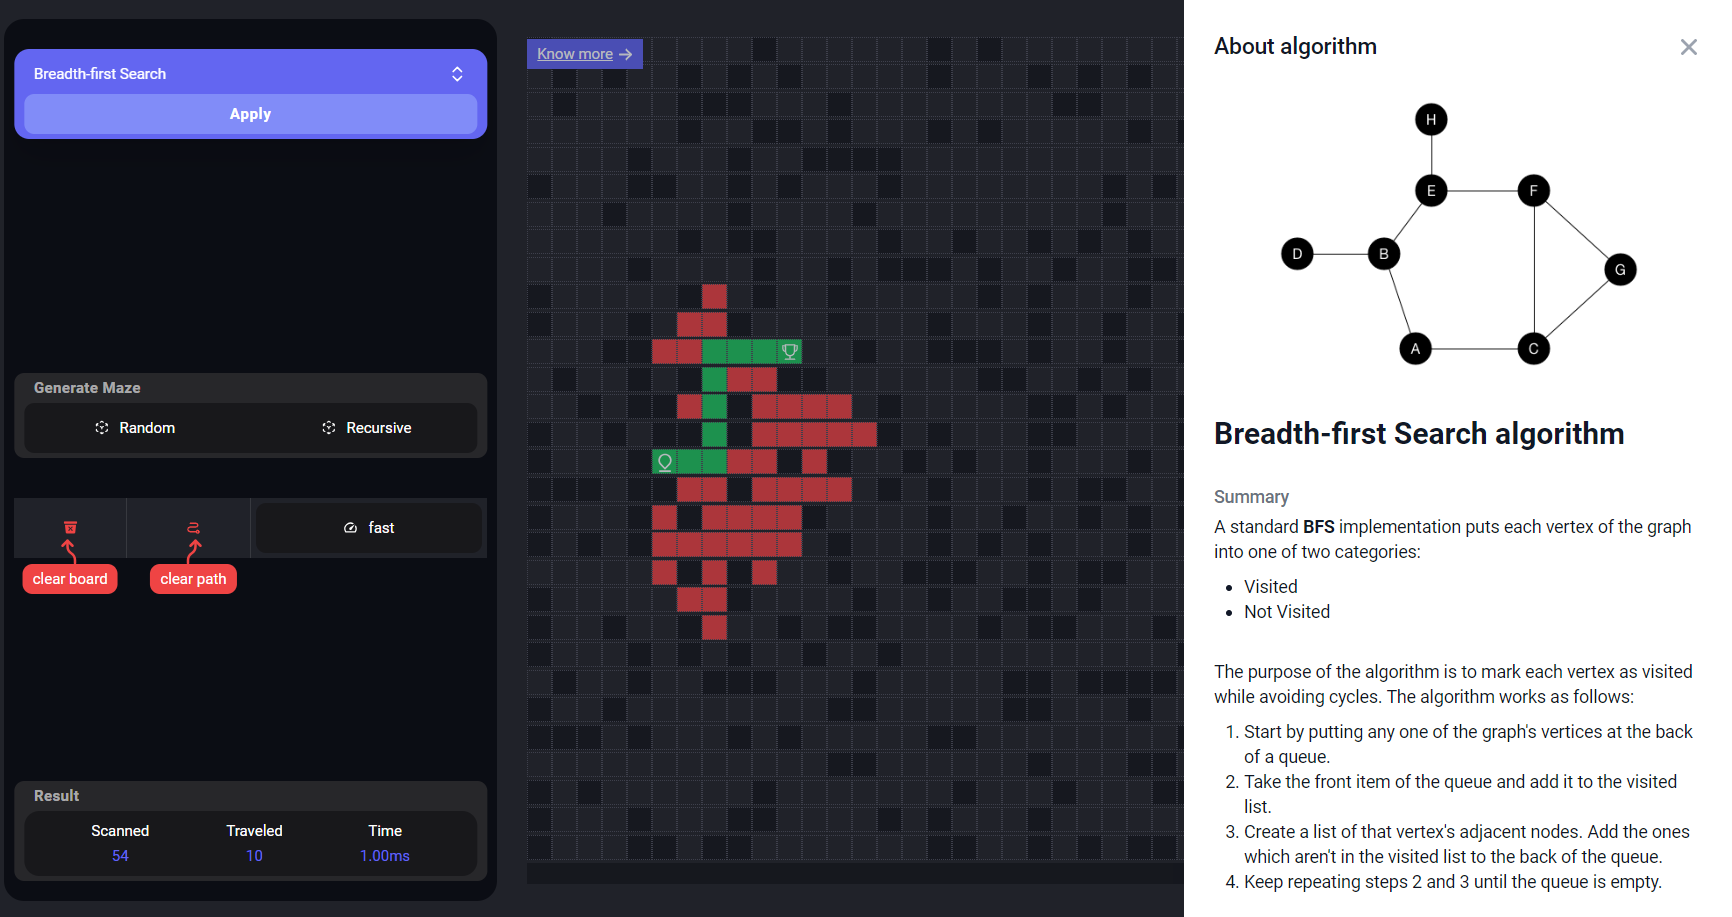 Breadth-first Search
Apply
Generate Maze
Random
Recursive
fast
clear board
clear path
Result
Scanned
Traveled
Time
54
10
1.00ms
Know more →
About algorithm
H
E
F
D
B
G
A
C
Breadth-first Search algorithm
Summary
A standard BFS implementation puts each vertex of the graph
into one of two categories:
• Visited
• Not Visited
The purpose of the algorithm is to mark each vertex as visited
while avoiding cycles. The algorithm works as follows:
1. Start by putting any one of the graph's vertices at the back
of a queue.
2. Take the front item of the queue and add it to the visited
list.
3. Create a list of that vertex's adjacent nodes. Add the ones
which aren't in the visited list to the back of the queue.
4. Keep repeating steps 2 and 3 until the queue is empty.